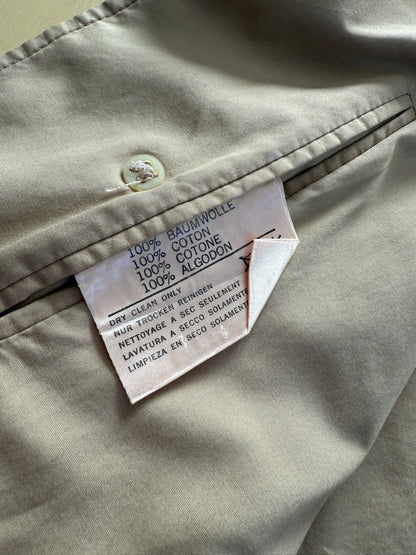 100% BAUMWOLLE
100% COTON
100% COTONE
100% ALGODON
DRY CLEAN ONLY
NUR TROCKEN REINIGEN
NETTOYAGE A SEC SEULEMENT
LAVATURA A SECCO SOLAMENTE
LIMPIEZA EN SECO SOLAMENTE